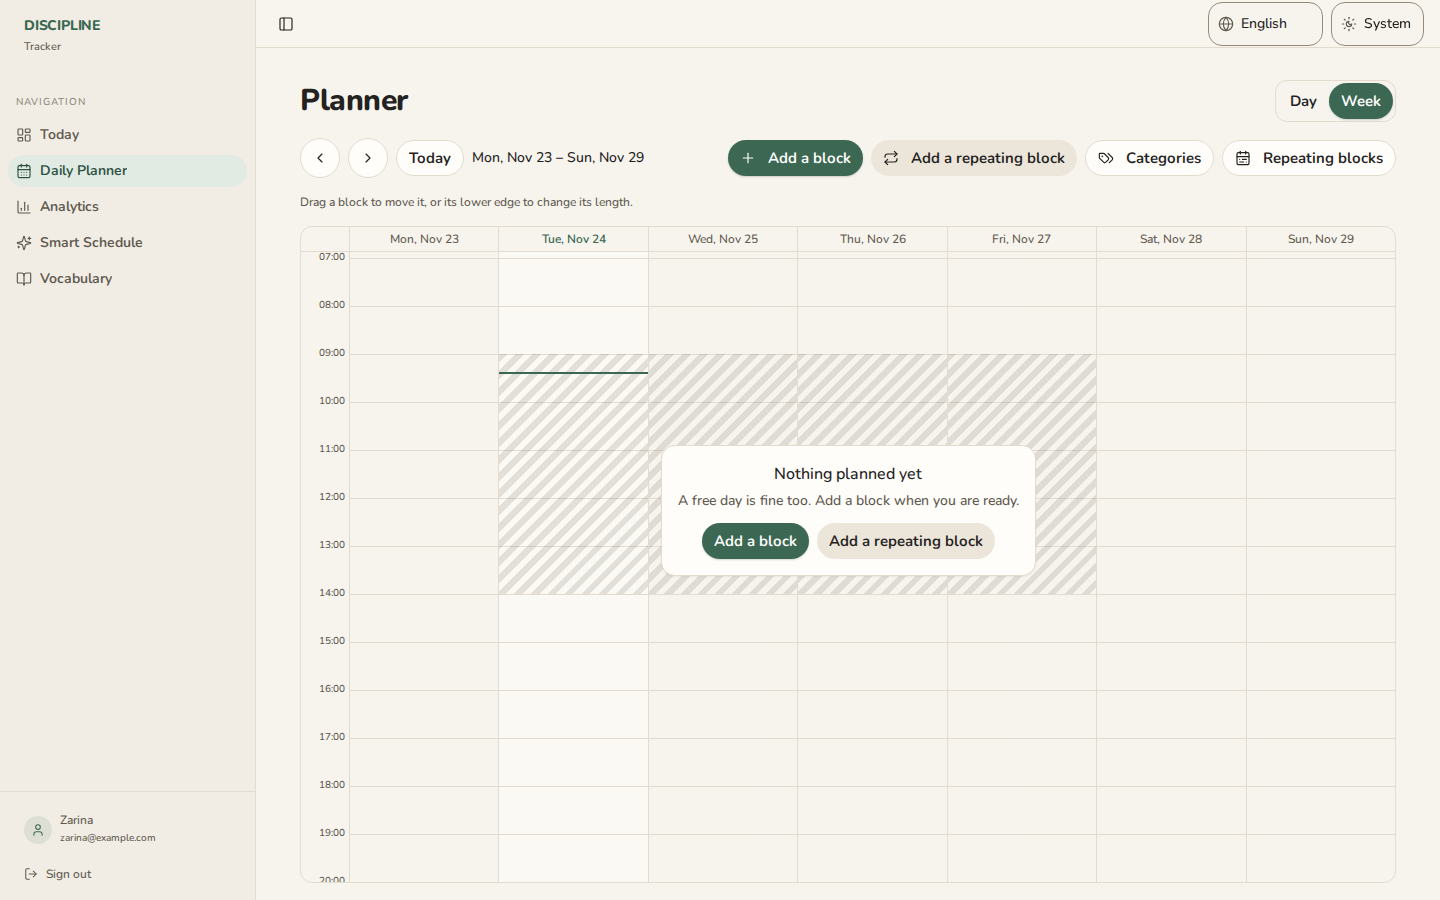 DISCIPLINE
Tracker
NAVIGATION
Today
Daily Planner
Analytics
Smart Schedule
Vocabulary
Zarina
zarina@example.com
Sign out
English
System
Planner
Day
Week
Today
Mon, Nov 23 – Sun, Nov 29
Add a block
Add a repeating block
Categories
Repeating blocks
Drag a block to move it, or its lower edge to change its length.
Mon, Nov 23
Tue, Nov 24
Wed, Nov 25
Thu, Nov 26
Fri, Nov 27
Sat, Nov 28
Sun, Nov 29
07:00
08:00
09:00
10:00
11:00
12:00
13:00
14:00
15:00
16:00
17:00
18:00
19:00
20:00
Nothing planned yet
A free day is fine too. Add a block when you are ready.
Add a block
Add a repeating block